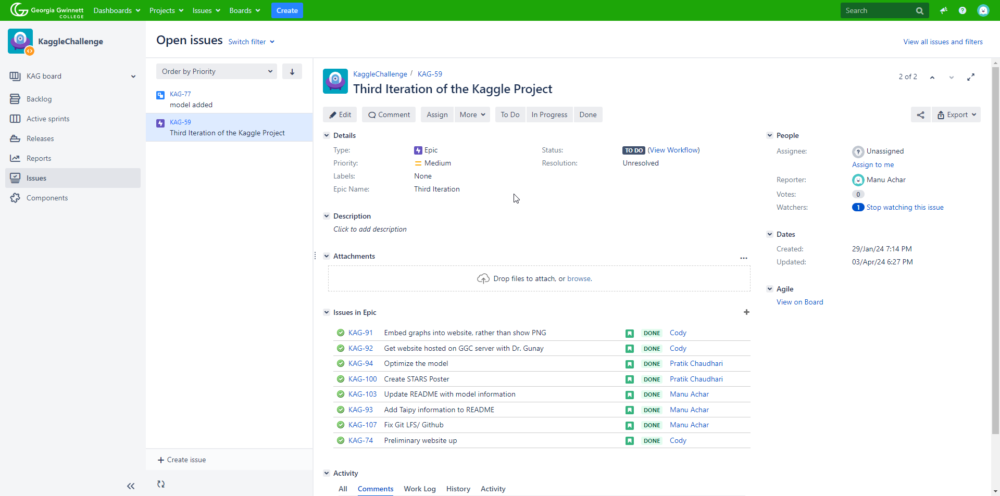 Georgia Gwinnett
COLLEGE
Dashboards Projects Issues Boards Create Search
KaggleChallenge
KAG board
Backlog
Active sprints
Releases
Reports
Issues
Components
Open issues Switch filter View all issues and filters
Order by Priority
KAG-77
model added
KAG-59
Third Iteration of the Kaggle Project
Create issue
KaggleChallenge / KAG-59 2 of 2
Third Iteration of the Kaggle Project
Edit Comment Assign More To Do In Progress Done Export
Details
Type: Epic Status: TO DO (View Workflow)
Priority: Medium Resolution: Unresolved
Labels: None
Epic Name: Third Iteration
Description
Click to add description
Attachments
Drop files to attach, or browse.
Issues in Epic
KAG-91 Embed graphs into website, rather than show PNG DONE Cody
KAG-92 Get website hosted on GGC server with Dr. Gunay DONE Cody
KAG-94 Optimize the model DONE Pratik Chaudhari
KAG-100 Create STARS Poster DONE Pratik Chaudhari
KAG-103 Update README with model information DONE Manu Achar
KAG-93 Add Taipy information to README DONE Manu Achar
KAG-107 Fix Git LFS/ Github DONE Manu Achar
KAG-74 Preliminary website up DONE Cody
Activity
All Comments Work Log History Activity
People
Assignee: Unassigned
Assign to me
Reporter: Manu Achar
Votes: 0
Watchers: 1 Stop watching this issue
Dates
Created: 29/Jan/24 7:14 PM
Updated: 03/Apr/24 6:27 PM
Agile
View on Board